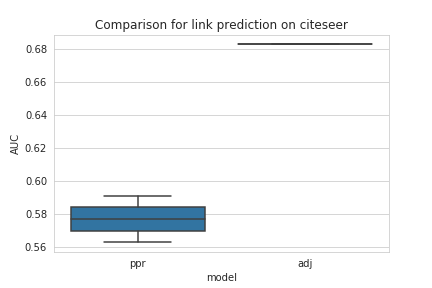 Comparison for link prediction on citeseer
0.68
0.66
0.64
0.62
0.60
0.58
0.56
AUC
ppr
adj
model